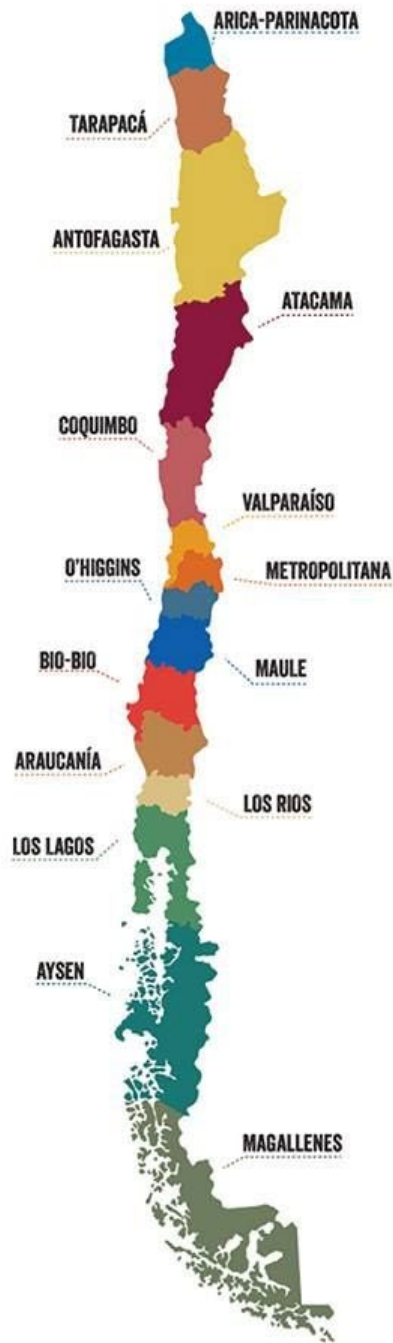 ARICA-PARINACOTA
TARAPACÁ
ANTOFAGASTA
ATACAMA
COQUIMBO
VALPARAÍSO
O'HIGGINS
METROPOLITANA
BIO-BIO
MAULE
ARAUCANÍA
LOS RIOS
LOS LAGOS
AYSEN
MAGALLENES